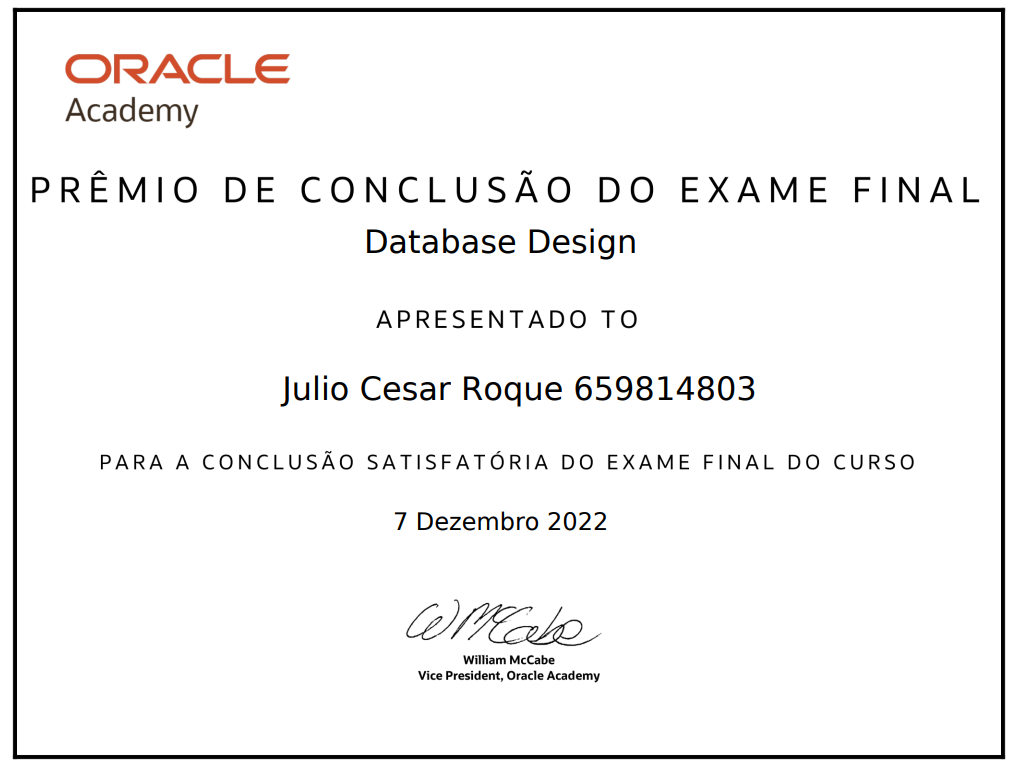 ORACLE
Academy
PRÊMIO DE CONCLUSÃO DO EXAME FINAL
Database Design
APRESENTADO TO
Julio Cesar Roque 659814803
PARA A CONCLUSÃO SATISFATÓRIA DO EXAME FINAL DO CURSO
7 Dezembro 2022
W McCabe
William McCabe
Vice President, Oracle Academy